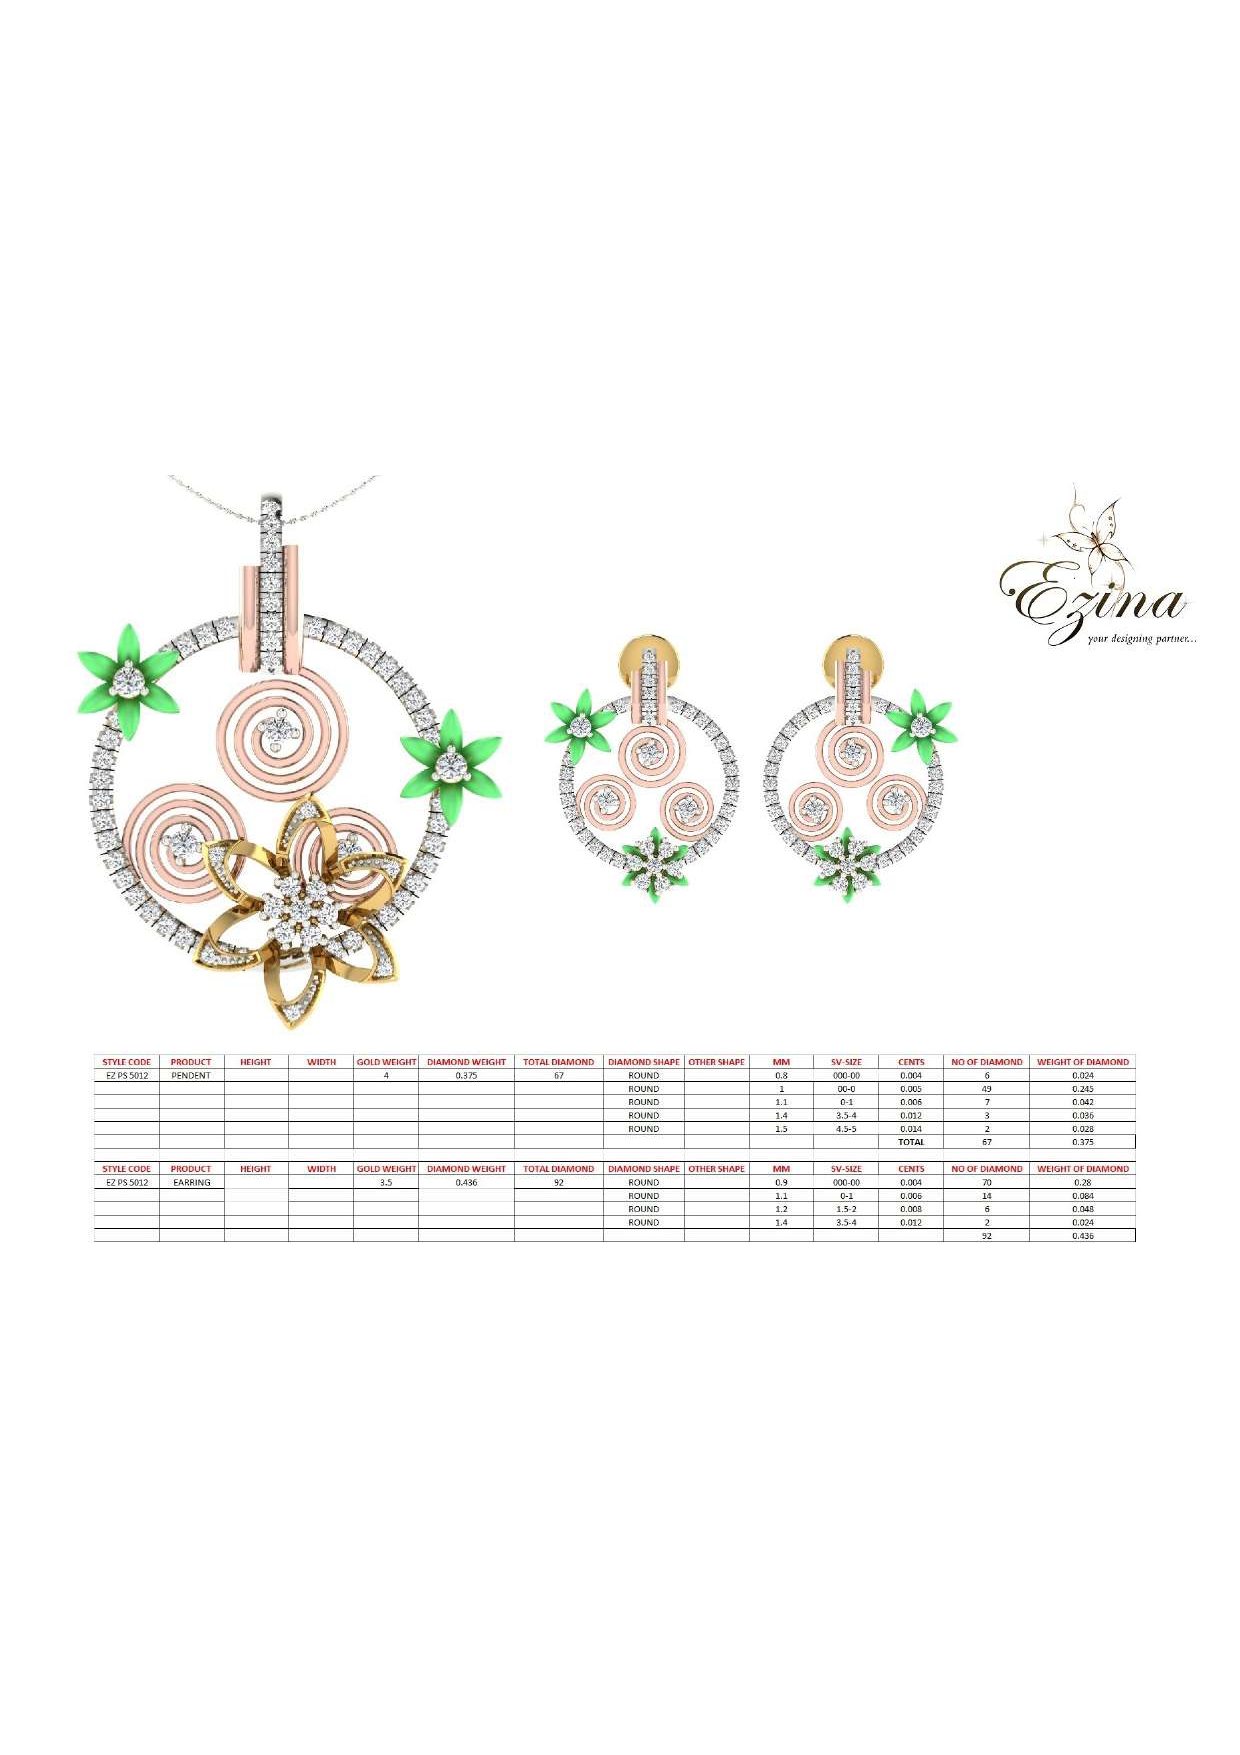 Ezina
your designing partner...
STYLE CODE PRODUCT HEIGHT WIDTH GOLD WEIGHT DIAMOND WEIGHT TOTAL DIAMOND DIAMOND SHAPE OTHER SHAPE MM SV-SIZE CENTS NO OF DIAMOND WEIGHT OF DIAMOND
EZ PS 5012 PENDENT 4 0.375 67 ROUND 0.8 000-00 0.004 6 0.024
ROUND 1 00-0 0.005 49 0.245
ROUND 1.1 0-1 0.006 7 0.042
ROUND 1.4 3.5-4 0.012 3 0.036
ROUND 1.5 4.5-5 0.014 2 0.028
TOTAL 67 0.375
STYLE CODE PRODUCT HEIGHT WIDTH GOLD WEIGHT DIAMOND WEIGHT TOTAL DIAMOND DIAMOND SHAPE OTHER SHAPE MM SV-SIZE CENTS NO OF DIAMOND WEIGHT OF DIAMOND
EZ PS 5012 EARRING 3.5 0.436 92 ROUND 0.9 000-00 0.004 70 0.28
ROUND 1.1 0-1 0.006 14 0.084
ROUND 1.2 1.5-2 0.008 6 0.048
ROUND 1.4 3.5-4 0.012 2 0.024
92 0.436